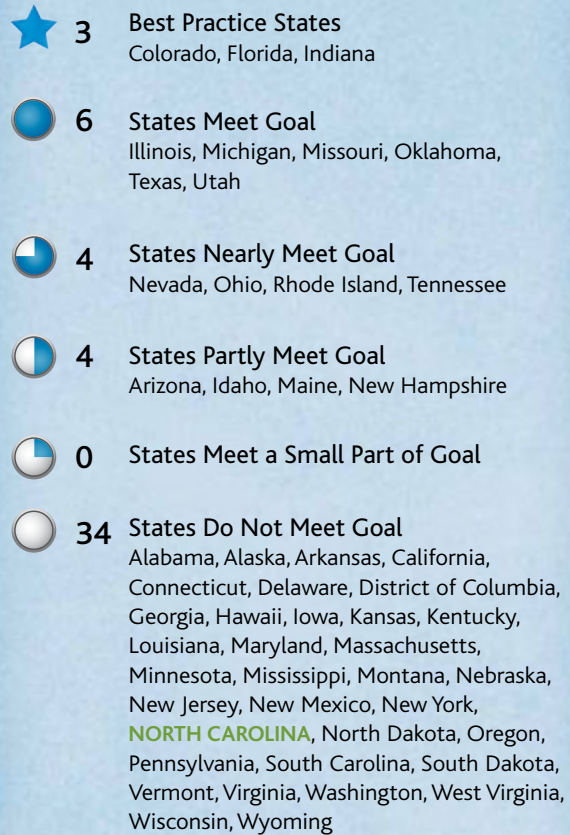 3 Best Practice States
Colorado, Florida, Indiana
6 States Meet Goal
Illinois, Michigan, Missouri, Oklahoma,
Texas, Utah
4 States Nearly Meet Goal
Nevada, Ohio, Rhode Island, Tennessee
4 States Partly Meet Goal
Arizona, Idaho, Maine, New Hampshire
0 States Meet a Small Part of Goal
34 States Do Not Meet Goal
Alabama, Alaska, Arkansas, California,
Connecticut, Delaware, District of Columbia,
Georgia, Hawaii, Iowa, Kansas, Kentucky,
Louisiana, Maryland, Massachusetts,
Minnesota, Mississippi, Montana, Nebraska,
New Jersey, New Mexico, New York,
NORTH CAROLINA, North Dakota, Oregon,
Pennsylvania, South Carolina, South Dakota,
Vermont, Virginia, Washington, West Virginia,
Wisconsin, Wyoming